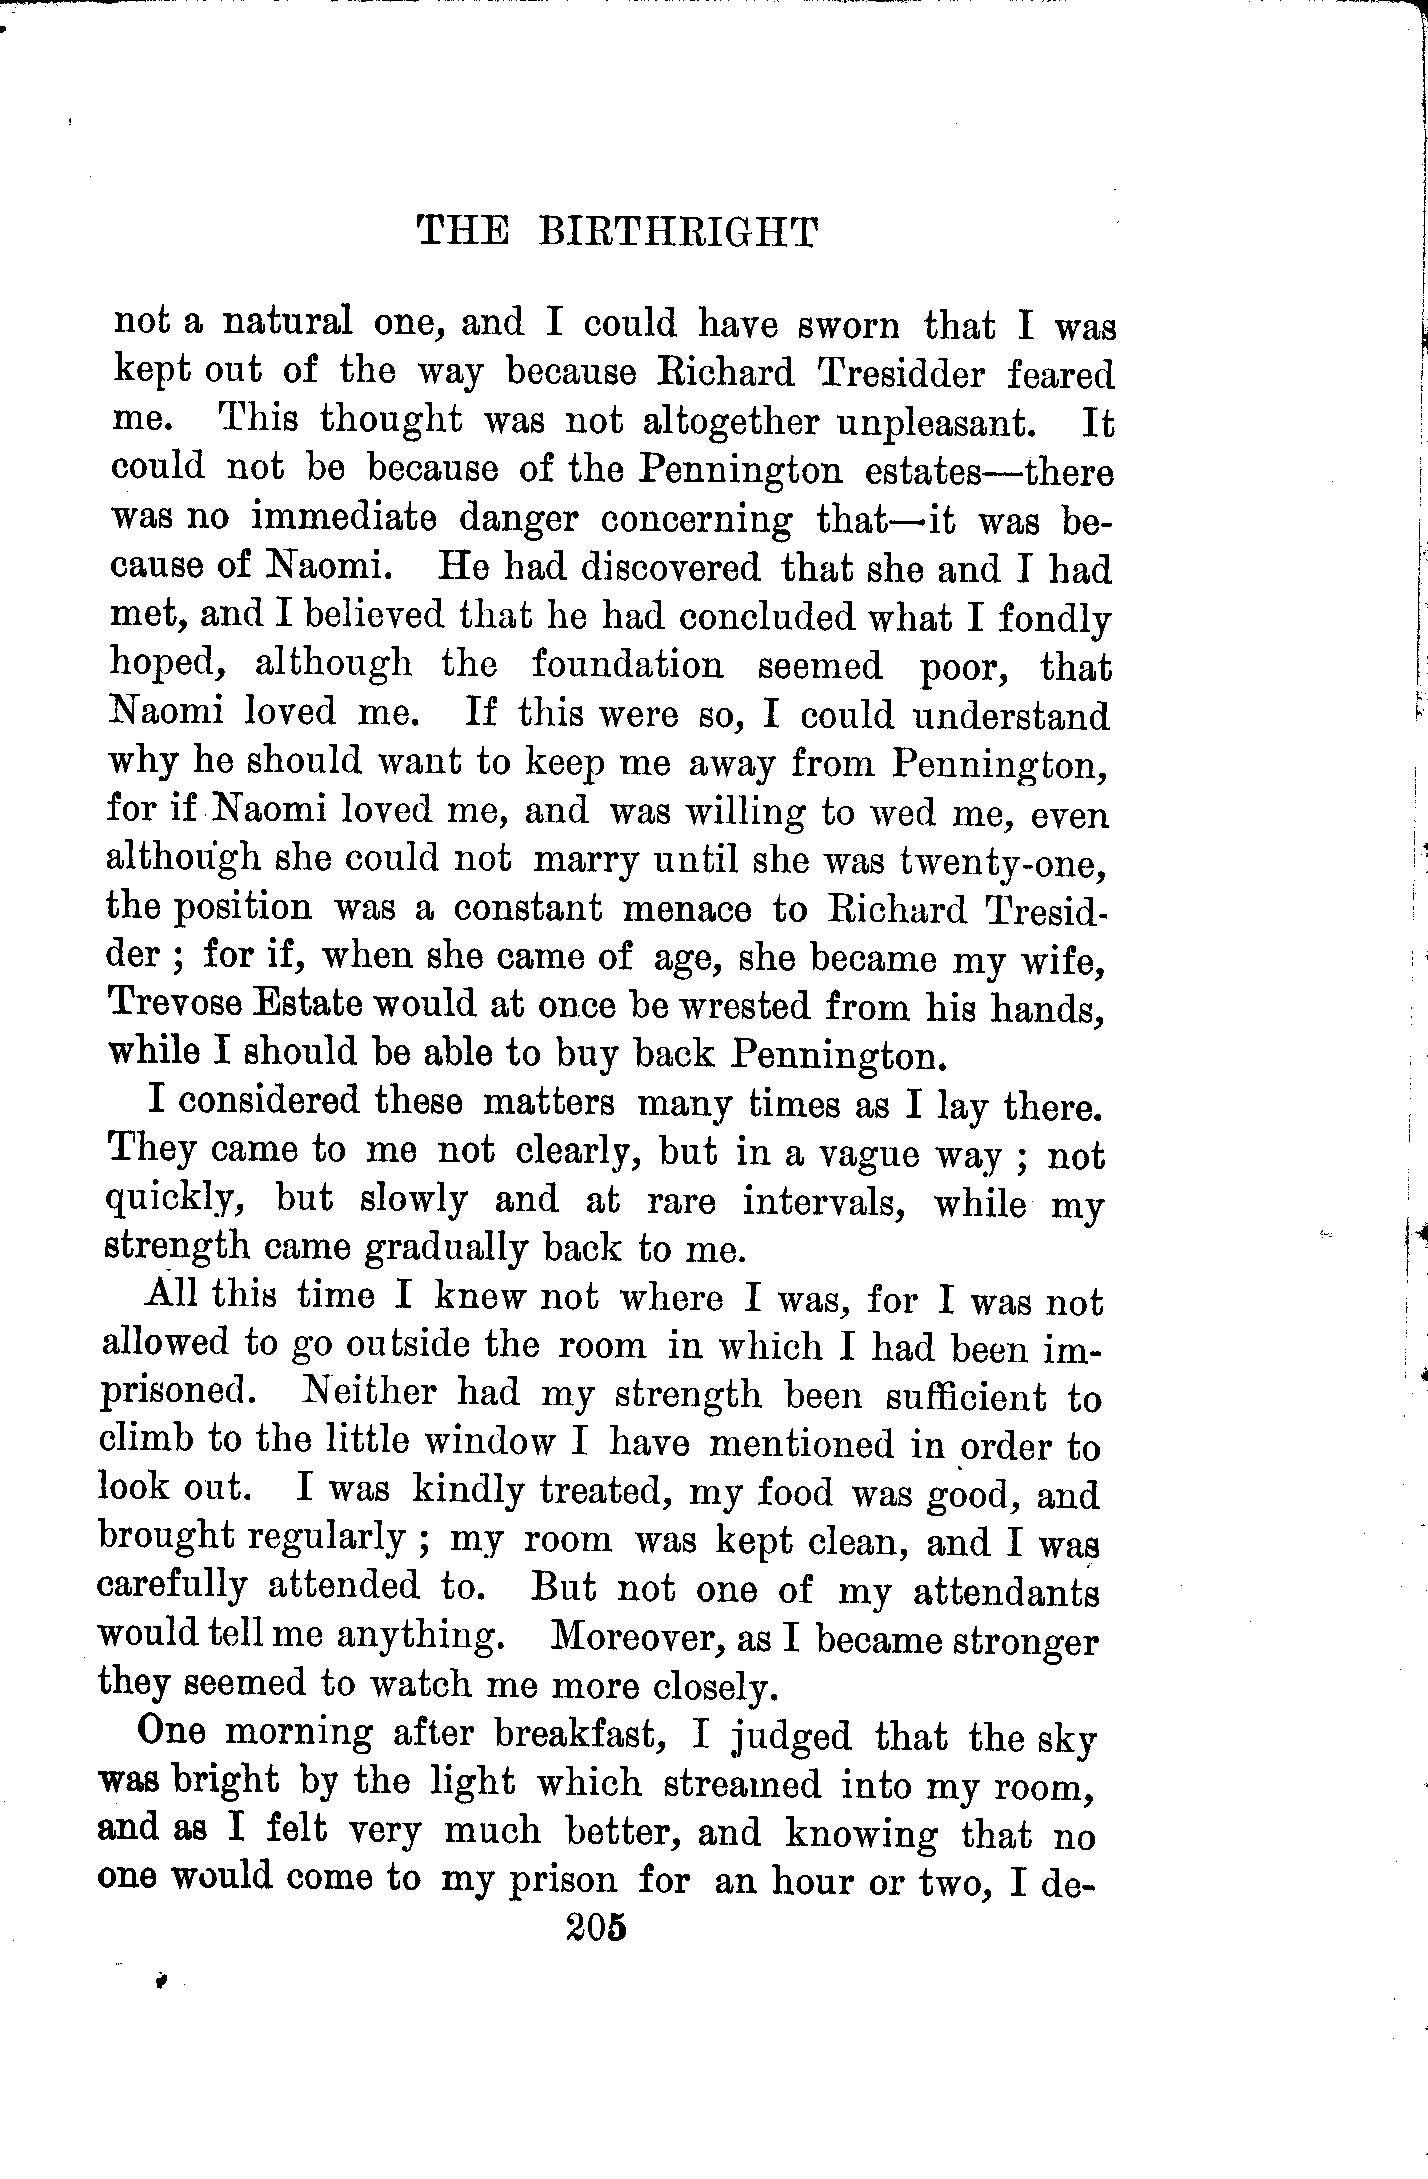 THE BIRTHRIGHT
not a natural one, and I could have sworn that I was
kept out of the way because Richard Tresidder feared
me. This thought was not altogether unpleasant. It
could not be because of the Pennington estates—there
was no immediate danger concerning that—it was be-
cause of Naomi. He had discovered that she and I had
met, and I believed that he had concluded what I fondly
hoped, although the foundation seemed poor, that
Naomi loved me. If this were so, I could understand
why he should want to keep me away from Pennington,
for if Naomi loved me, and was willing to wed me, even
although she could not marry until she was twenty-one,
the position was a constant menace to Richard Tresid-
der ; for if, when she came of age, she became my wife,
Trevose Estate would at once be wrested from his hands,
while I should be able to buy back Pennington.
I considered these matters many times as I lay there.
They came to me not clearly, but in a vague way ; not
quickly, but slowly and at rare intervals, while my
strength came gradually back to me.
All this time I knew not where I was, for I was not
allowed to go outside the room in which I had been im-
prisoned. Neither had my strength been sufficient to
climb to the little window I have mentioned in order to
look out. I was kindly treated, my food was good, and
brought regularly ; my room was kept clean, and I was
carefully attended to. But not one of my attendants
would tell me anything. Moreover, as I became stronger
they seemed to watch me more closely.
One morning after breakfast, I judged that the sky
was bright by the light which streamed into my room,
and as I felt very much better, and knowing that no
one would come to my prison for an hour or two, I de-
205